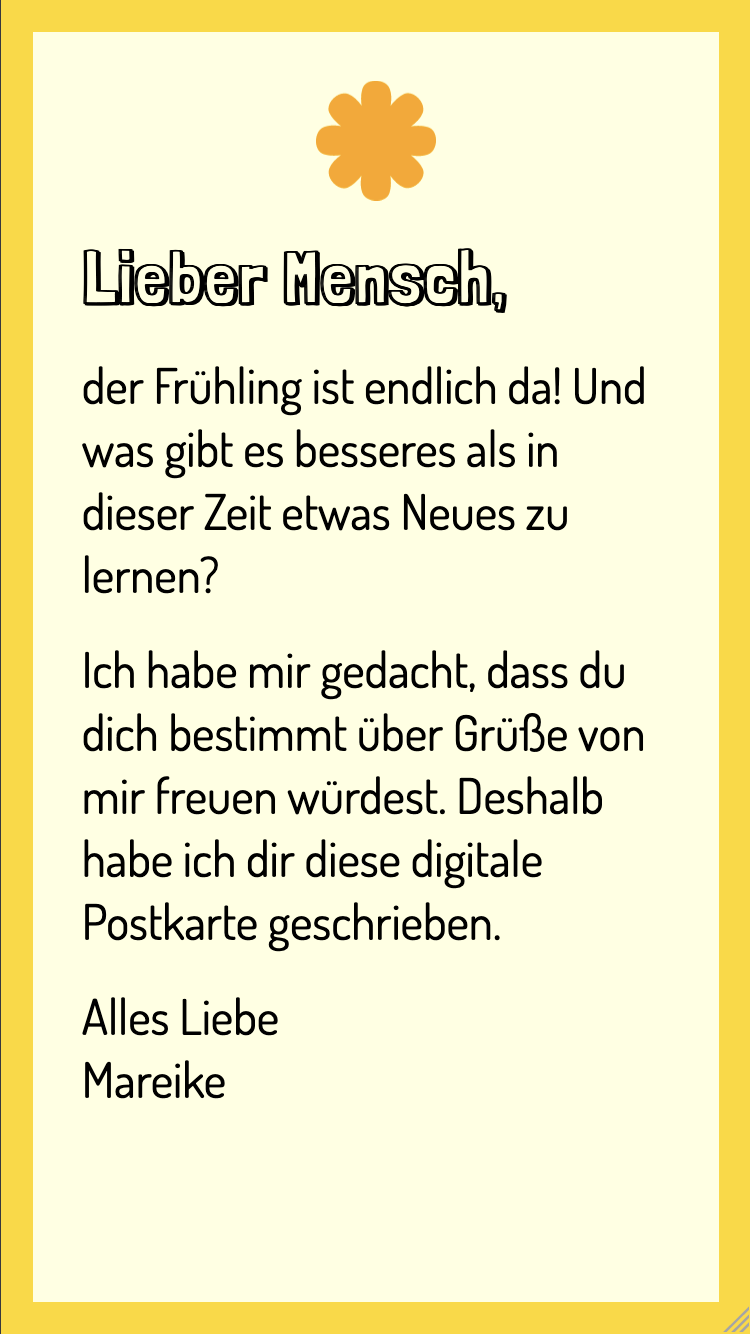 Lieber Mensch,
der Frühling ist endlich da! Und
was gibt es besseres als in
dieser Zeit etwas Neues zu
lernen?
Ich habe mir gedacht, dass du
dich bestimmt über Grüße von
mir freuen würdest. Deshalb
habe ich dir diese digitale
Postkarte geschrieben.
Alles Liebe
Mareike